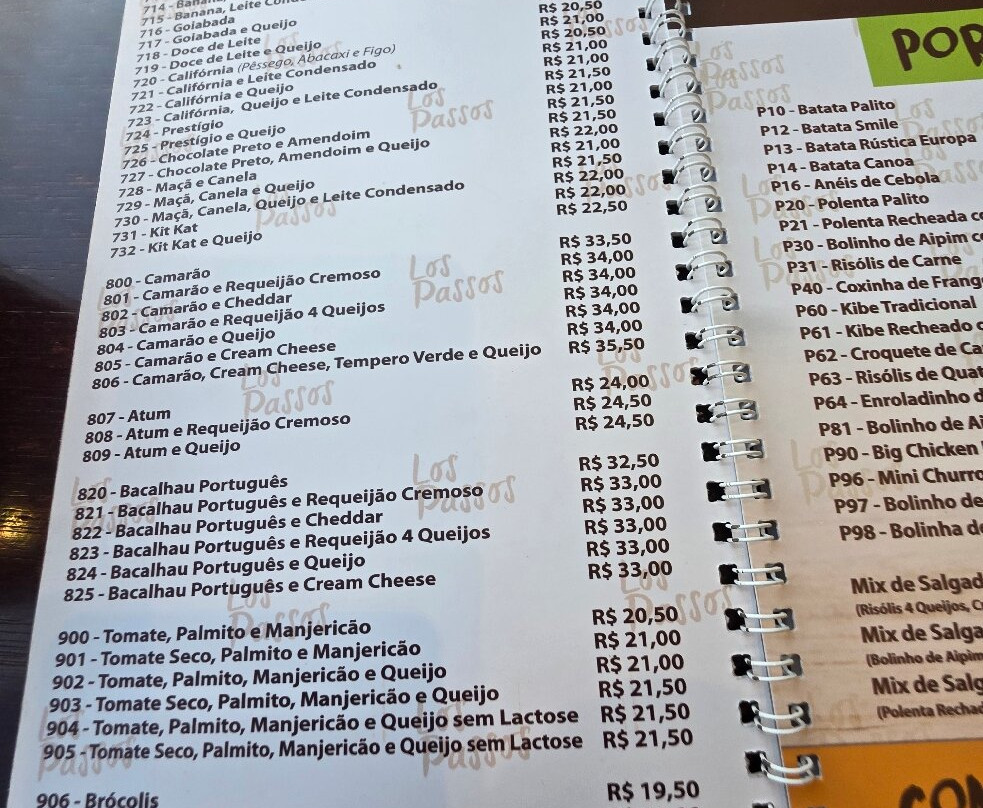 714 - Banana,
715 - Banana, Leite
716 - Goiabada
717 - Goiabada e Queijo
718 - Doce de Leite R$ 20,50
719 - Doce de Leite e Queijo R$ 21,00
720 - Califórnia (Pêssego, Abacaxi e Figo) R$ 20,50
721 - Califórnia e Leite Condensado R$ 21,00
722 - Califórnia e Queijo R$ 21,00
723 - Califórnia, Queijo e Leite Condensado R$ 21,50
724 - Prestígio R$ 21,00
725 - Prestígio e Queijo R$ 21,50
726 - Chocolate Preto e Amendoim R$ 21,50
727 - Chocolate Preto, Amendoim e Queijo R$ 22,00
728 - Maçã e Canela R$ 21,00
729 - Maçã, Canela e Queijo R$ 21,50
730 - Maçã, Canela, Queijo e Leite Condensado R$ 22,00
731 - Kit Kat R$ 22,00
732 - Kit Kat e Queijo R$ 22,50
800 - Camarão R$ 33,50
801 - Camarão e Requeijão Cremoso R$ 34,00
802 - Camarão e Cheddar R$ 34,00
803 - Camarão e Requeijão 4 Queijos R$ 34,00
804 - Camarão e Queijo R$ 34,00
805 - Camarão e Cream Cheese R$ 34,00
806 - Camarão, Cream Cheese, Tempero Verde e Queijo R$ 35,50
807 - Atum R$ 24,00
808 - Atum e Requeijão Cremoso R$ 24,50
809 - Atum e Queijo R$ 24,50
820 - Bacalhau Português R$ 32,50
821 - Bacalhau Português e Requeijão Cremoso R$ 33,00
822 - Bacalhau Português e Cheddar R$ 33,00
823 - Bacalhau Português e Requeijão 4 Queijos R$ 33,00
824 - Bacalhau Português e Queijo R$ 33,00
825 - Bacalhau Português e Cream Cheese R$ 33,00
900 - Tomate, Palmito e Manjericão R$ 20,50
901 - Tomate Seco, Palmito e Manjericão R$ 21,00
902 - Tomate, Palmito, Manjericão e Queijo R$ 21,00
903 - Tomate Seco, Palmito, Manjericão e Queijo R$ 21,50
904 - Tomate, Palmito, Manjericão e Queijo sem Lactose R$ 21,50
905 - Tomate Seco, Palmito, Manjericão e Queijo sem Lactose R$ 21,50
906 - Brócolis R$ 19,50
POR
P10 - Batata Palito
P12 - Batata Smile
P13 - Batata Rústica Europa
P14 - Batata Canoa
P16 - Anéis de Cebola
P20 - Polenta Palito
P21 - Polenta Recheada
P30 - Bolinho de Aipim
P31 - Risólis de Carne
P40 - Coxinha de
P60 - Kibe Tradicional
P61 - Kibe Recheado
P62 - Croquete de
P63 - Risólis de
P64 - Enroladinho
P81 - Bolinho de
P90 - Big Chicken
P96 - Mini
P97 - Bolinho de
P98 - Bolinha de
Mix de
(Risólis 4 Queijos,
Mix de
(Bolinho de Aipim
Mix de
(Polenta